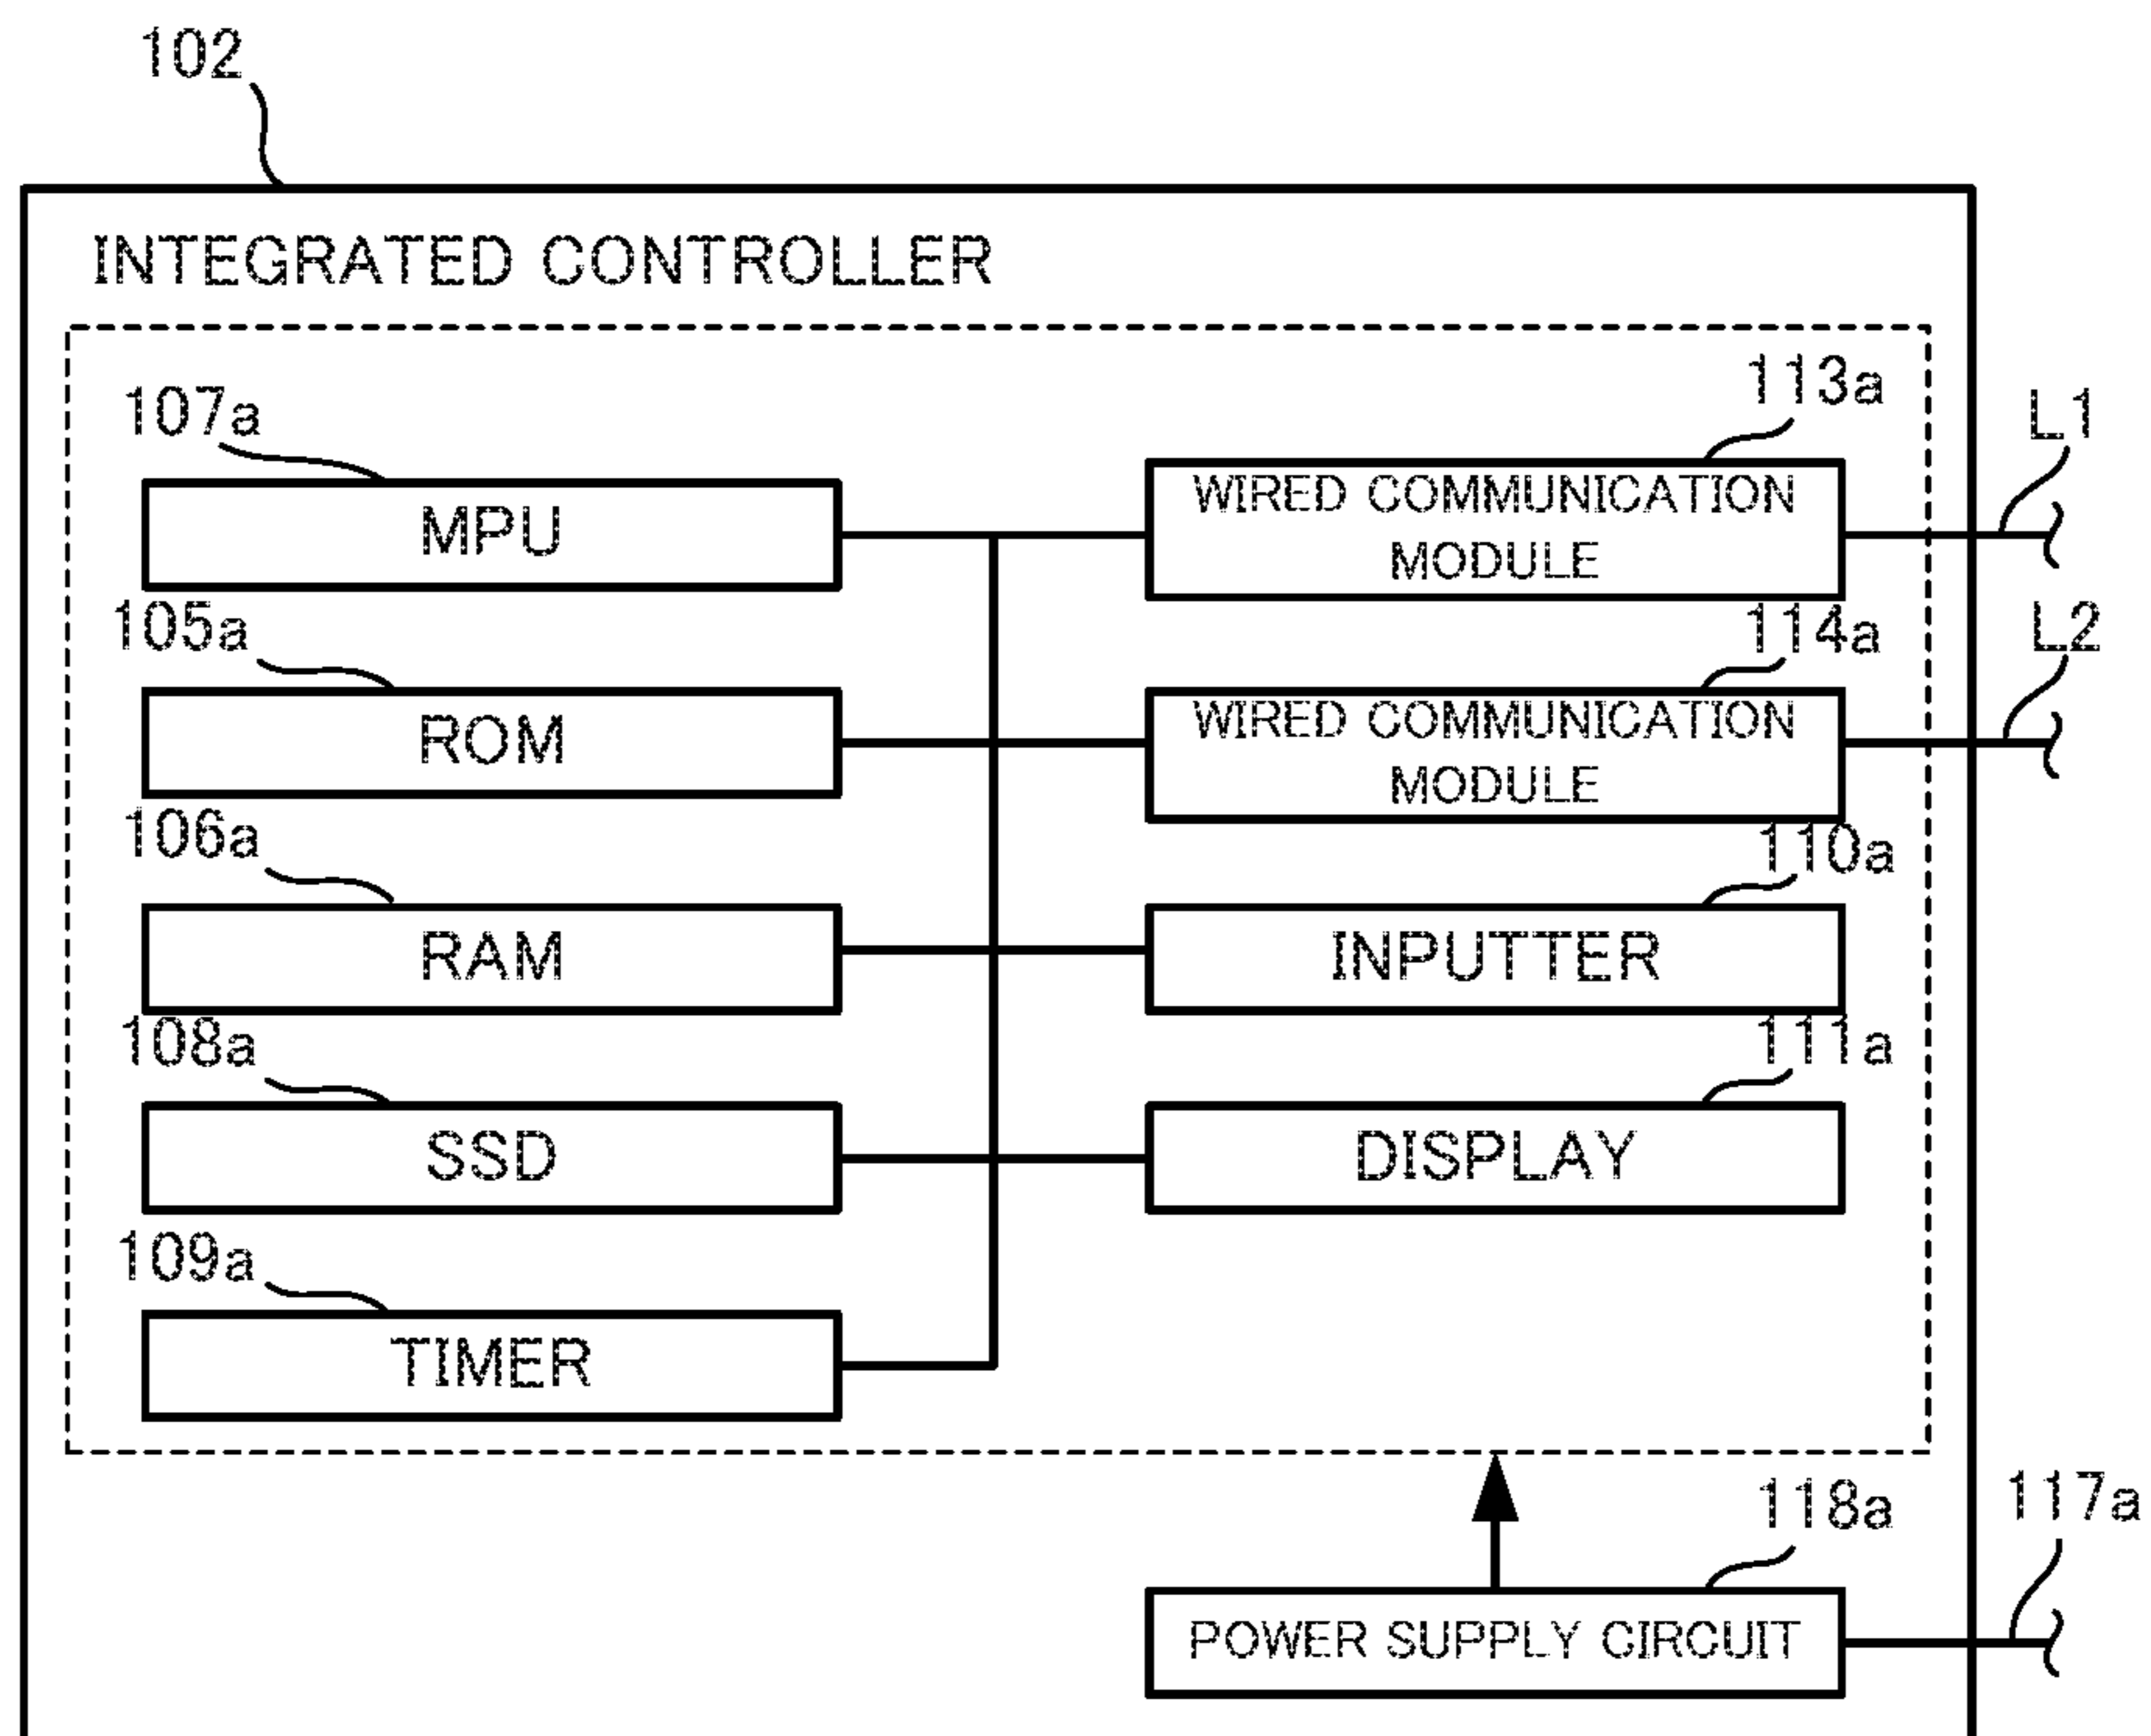 102
INTEGRATED CONTROLLER
107a
MPU
105a
ROM
106a
RAM
108a
SSD
109a
TIMER
113a
WIRED COMMUNICATION
MODULE
L1
114a
WIRED COMMUNICATION
MODULE
L2
110a
INPUTTER
111a
DISPLAY
118a
POWER SUPPLY CIRCUIT
117a